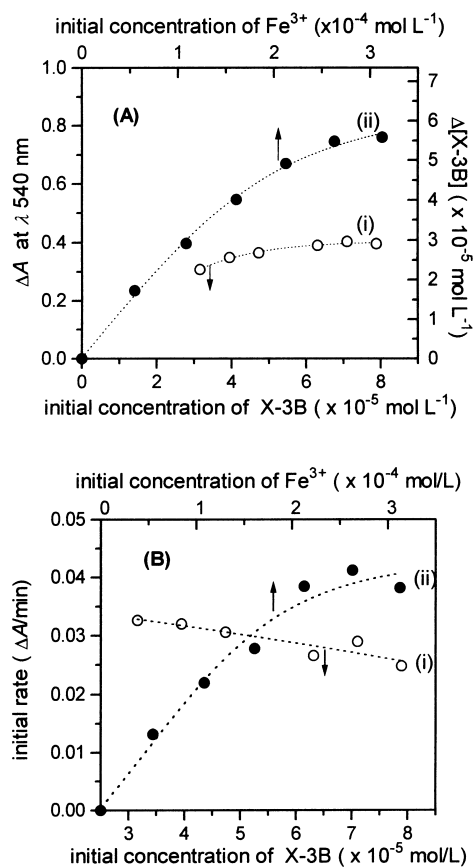 initial concentration of Fe³⁺ (x10⁻⁴ mol L⁻¹)
0 1 2 3
(A)
1.0
0.8
0.6
0.4
0.2
0.0
ΔA at λ 540 nm
(ii)
(i)
7
6
5
4
3
2
1
0
Δ[X-3B] ( x 10⁻⁵ mol L⁻¹)
0 2 4 6 8
initial concentration of X-3B ( x 10⁻⁵ mol L⁻¹)
initial concentration of Fe³⁺ ( x 10⁻⁴ mol/L)
0 1 2 3
(B)
0.05
0.04
0.03
0.02
0.01
0.00
initial rate ( ΔA/min)
(ii)
(i)
3 4 5 6 7 8
initial concentration of X-3B ( x 10⁻⁵ mol/L)